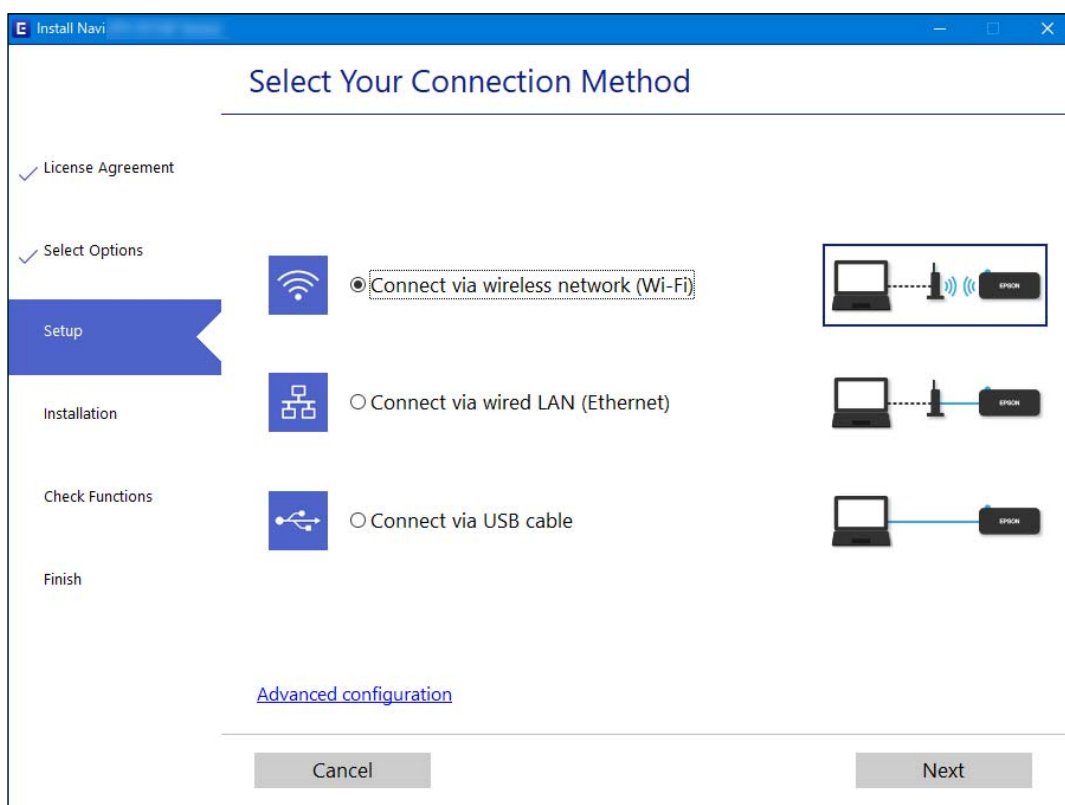 Install Navi
Select Your Connection Method
License Agreement
Select Options
Setup
Installation
Check Functions
Finish
Connect via wireless network (Wi-Fi)
EPSON
Connect via wired LAN (Ethernet)
EPSON
Connect via USB cable
EPSON
Advanced configuration
Cancel
Next